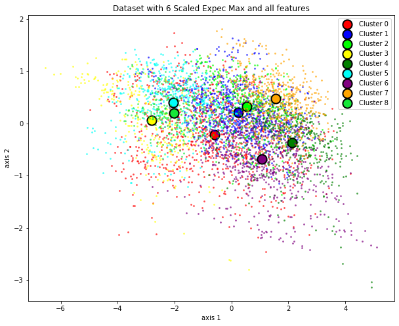 Dataset with 6 Scaled Expec Max and all features
Cluster 0
Cluster 1
Cluster 2
Cluster 3
Cluster 4
Cluster 5
Cluster 6
Cluster 7
Cluster 8
axis 2
2
1
0
−1
−2
−3
−6
−4
−2
0
2
4
axis 1